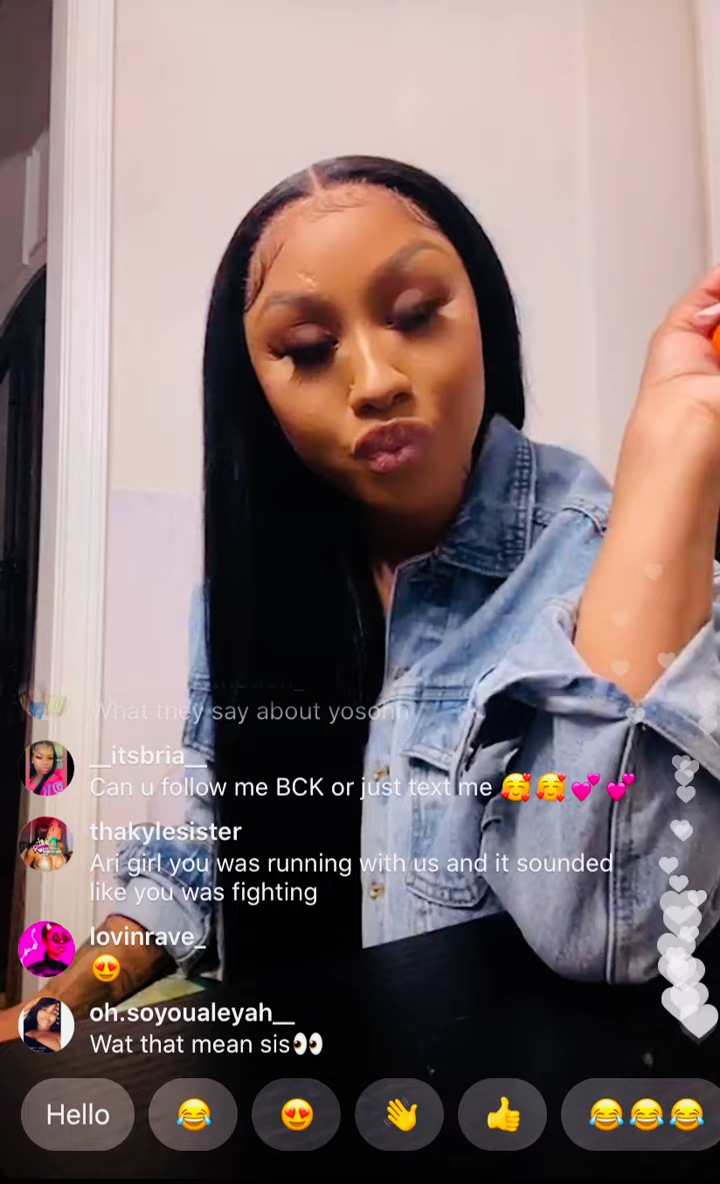 What they say about yosohn
__itsbria__
Can u follow me BCK or just text me 🥰 🥰 💕 💕
thakylesister
Ari girl you was running with us and it sounded
like you was fighting
lovinrave_
😍
oh.soyoualeyah__
Wat that mean sis👀
Hello 😂 😍 👋 👍 😂😂😂